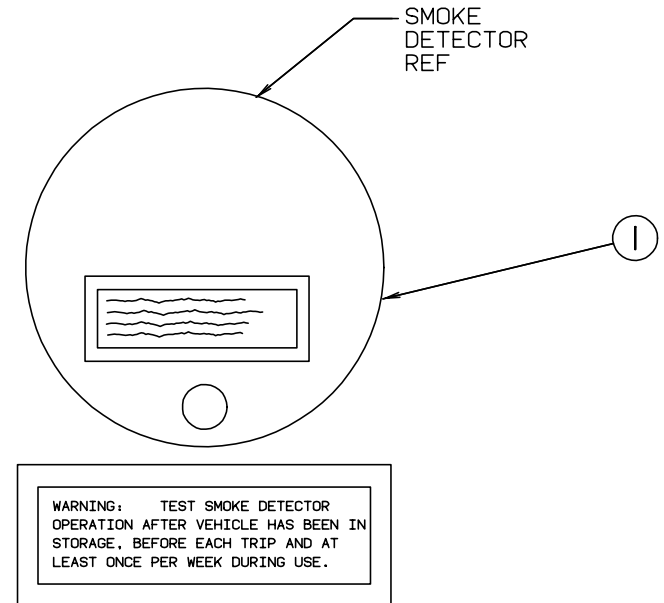 SMOKE
DETECTOR
REF
1
WARNING: TEST SMOKE DETECTOR
OPERATION AFTER VEHICLE HAS BEEN IN
STORAGE, BEFORE EACH TRIP AND AT
LEAST ONCE PER WEEK DURING USE.